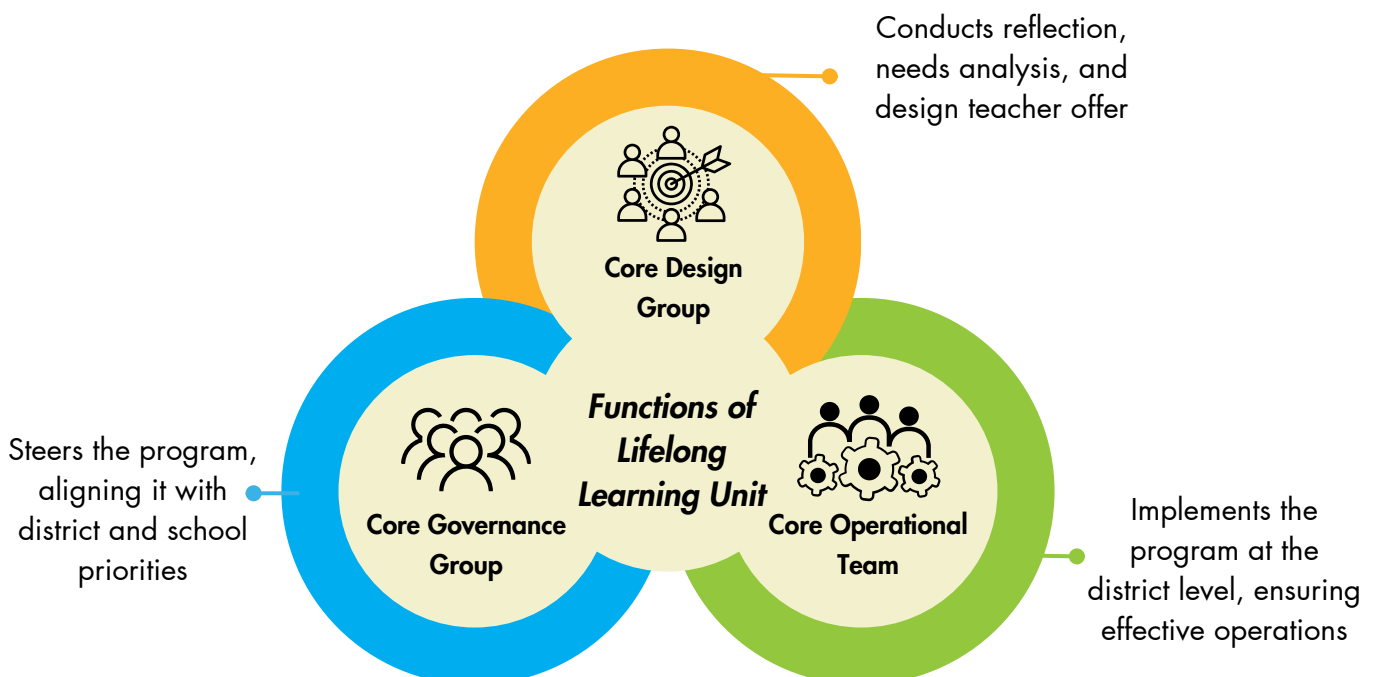 Conducts reflection,
needs analysis, and
design teacher offer
Core Design
Group
Functions of
Lifelong
Learning Unit
Steers the program,
aligning it with
district and school
priorities
Core Governance
Group
Core Operational
Team
Implements the
program at the
district level, ensuring
effective operations